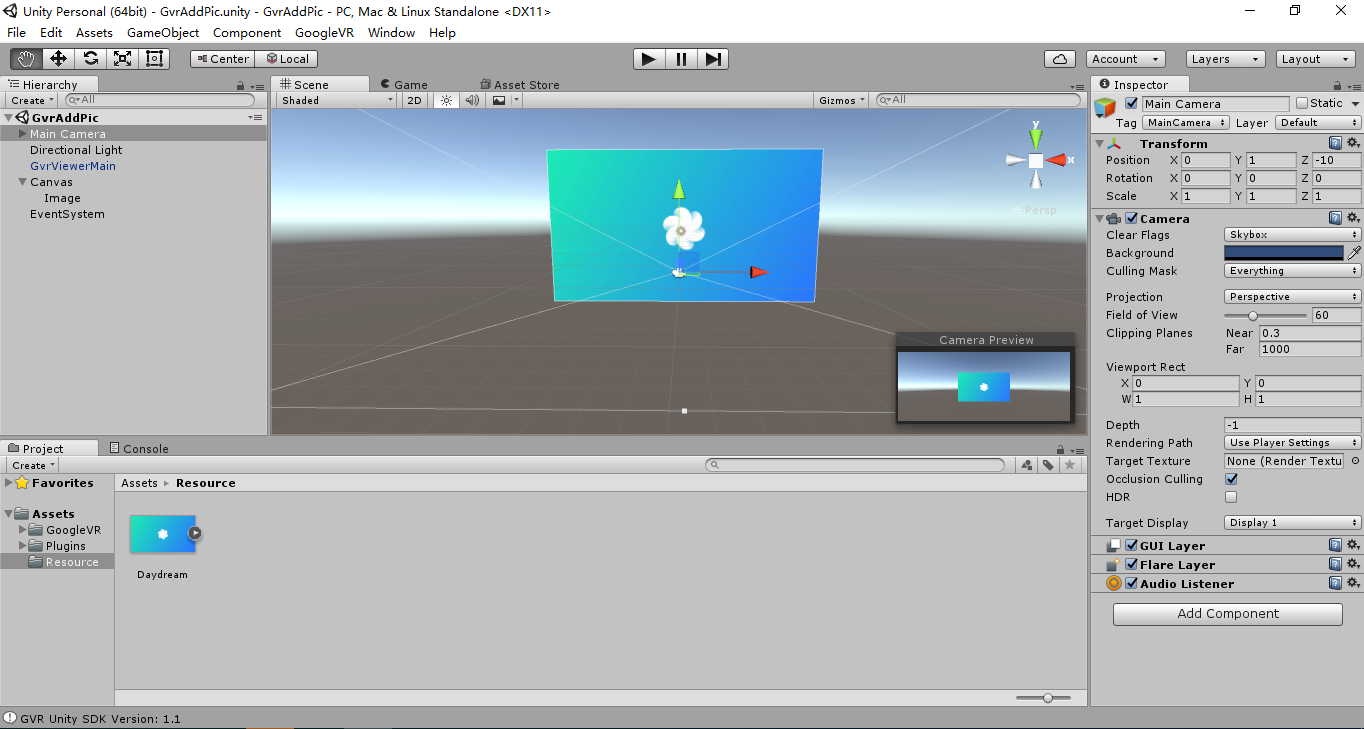 Unity Personal (64bit) - GvrAddPic.unity - GvrAddPic - PC, Mac & Linux Standalone <DX11>
File Edit Assets GameObject Component GoogleVR Window Help
Center Local Account Layers Layout
Hierarchy
Create All
GvrAddPic
Main Camera
Directional Light
GvrViewerMain
Canvas
Image
EventSystem
Scene Game Asset Store
Shaded 2D Gizmos All
y
x
Persp
Camera Preview
Inspector
Main Camera Static
Tag MainCamera Layer Default
Transform
Position X 0 Y 1 Z -10
Rotation X 0 Y 0 Z 0
Scale X 1 Y 1 Z 1
Camera
Clear Flags Skybox
Background
Culling Mask Everything
Projection Perspective
Field of View 60
Clipping Planes Near 0.3
Far 1000
Viewport Rect
X 0 Y 0
W 1 H 1
Depth -1
Rendering Path Use Player Settings
Target Texture None (Render Textu
Occlusion Culling
HDR
Target Display Display 1
GUI Layer
Flare Layer
Audio Listener
Add Component
Project Console
Create
Favorites
Assets
GoogleVR
Plugins
Resource
Assets Resource
Daydream
GVR Unity SDK Version: 1.1